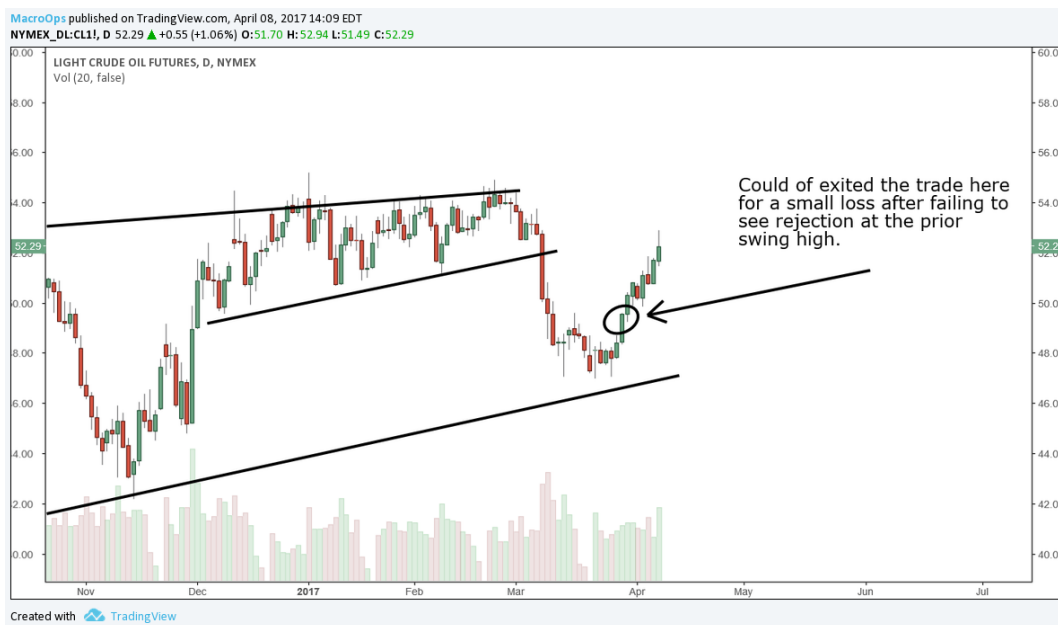 MacroOps published on TradingView.com, April 08, 2017 14:09 EDT
NYMEX_DL:CL1!, D 52.29 ▲ +0.55 (+1.06%) O:51.70 H:52.94 L:51.49 C:52.29
LIGHT CRUDE OIL FUTURES, D, NYMEX
Vol (20, false)
Could of exited the trade here
for a small loss after failing to
see rejection at the prior
swing high.
60.00
58.00
56.00
54.00
52.29
52.00
50.00
48.00
46.00
44.00
42.00
40.00
Nov Dec 2017 Feb Mar Apr May Jun Jul
Created with TradingView